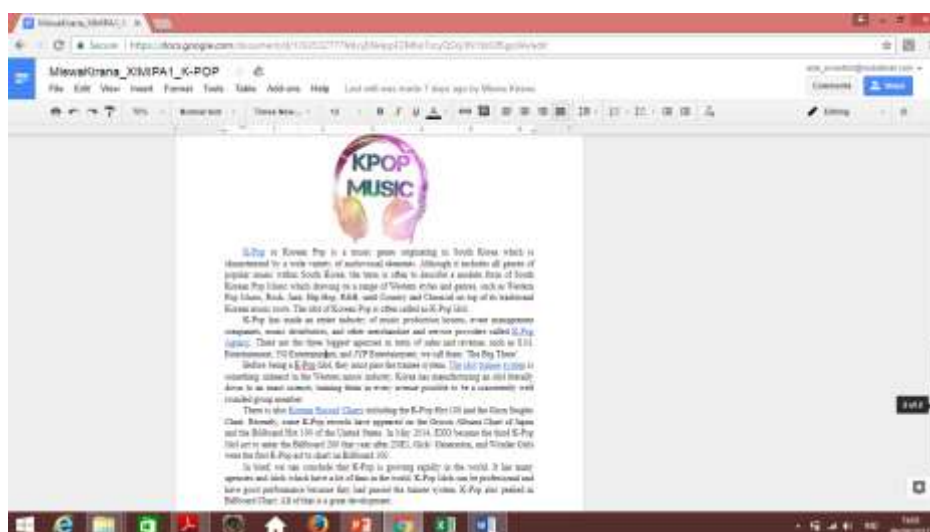 MiswaKirana_XIMIPA1_K-POP
File Edit View Insert Format Tools Table Add-ons Help Last edit was made 7 days ago by Miswa Kirana
Comments
Share
Editing
KPOP
MUSIC
K-Pop or Korean Pop is a music genre originating in South Korea which is
characterized by a wide variety of audiovisual elements. Although it includes all genres of
popular music within South Korea, the term is often to describe a modern form of South
Korean Pop Music which drawing on a range of Western styles and genres, such as Western
Pop Music, Rock, Jazz, Hip Hop, R&B, until Country and Classical on top of its traditional
Korean music roots. The idol of Korean Pop is often called as K-Pop Idol.
K-Pop has made an entire industry of music production houses, event management
companies, music distributors, and other merchandise and service providers called K-Pop
Agency. There are the three biggest agencies in term of sales and revenue, such as S.M.
Entertainment, YG Entertainment, and JYP Entertainment, we call them 'The Big Three'.
Before being a K-Pop Idol, they must pass the trainee system. The idol trainee system is
something unusual in the Western music industry. Korea has manufacturing an idol literally
down to an exact science, training them in every avenue possible to be a consistently well
rounded group member.
There is also Korean Record Charts including the K-Pop Hot 100 and the Gaon Singles
Chart. Recently, some K-Pop records have appeared on the Oricon Albums Chart of Japan
and the Billboard Hot 100 of the United States. In May 2014, EXO became the third K-Pop
Idol act to enter the Billboard 200 that year after 2NE1, Girls' Generation, and Wonder Girls
were the first K-Pop act to chart on Billboard 100.
In brief, we can conclude that K-Pop is growing rapidly in the world. It has many
agencies and idols which have a lot of fans in the world. K-Pop Idols can be professional and
have good performance because they had passed the trainee system. K-Pop also peaked in
Billboard Chart. All of that is a great development.